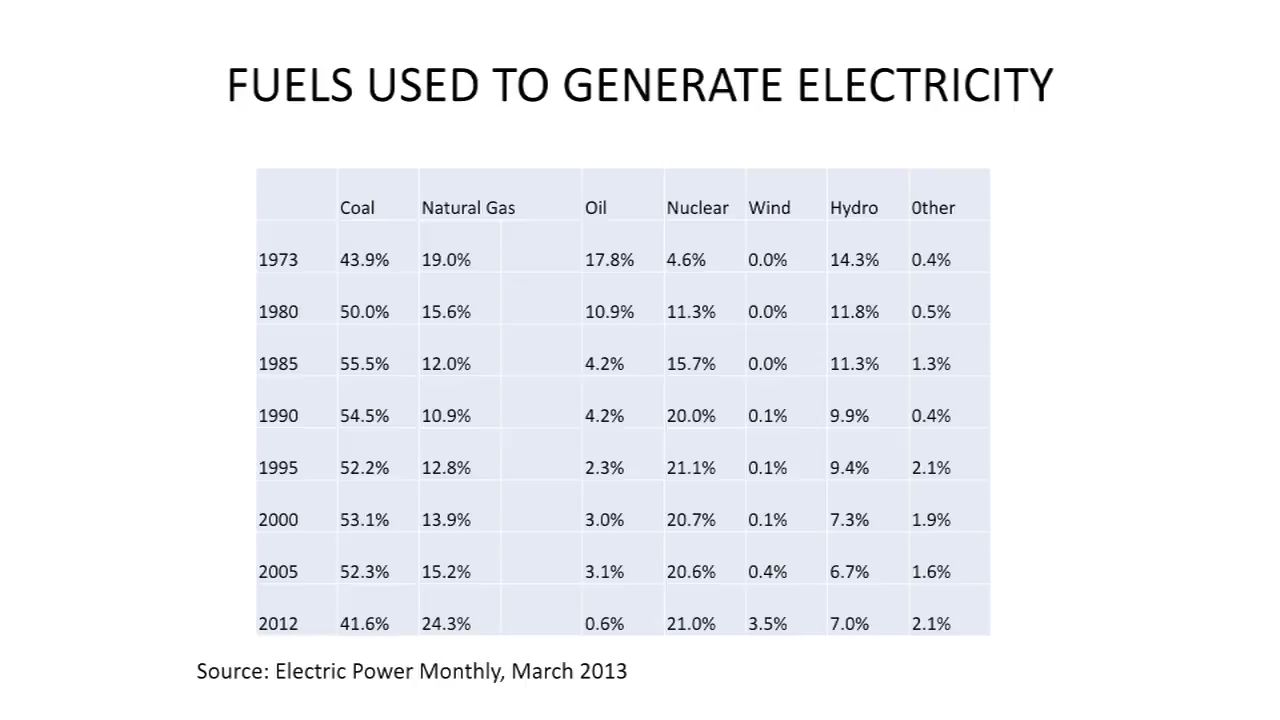 FUELS USED TO GENERATE ELECTRICITY
Coal Natural Gas Oil Nuclear Wind Hydro 0ther
1973 43.9% 19.0% 17.8% 4.6% 0.0% 14.3% 0.4%
1980 50.0% 15.6% 10.9% 11.3% 0.0% 11.8% 0.5%
1985 55.5% 12.0% 4.2% 15.7% 0.0% 11.3% 1.3%
1990 54.5% 10.9% 4.2% 20.0% 0.1% 9.9% 0.4%
1995 52.2% 12.8% 2.3% 21.1% 0.1% 9.4% 2.1%
2000 53.1% 13.9% 3.0% 20.7% 0.1% 7.3% 1.9%
2005 52.3% 15.2% 3.1% 20.6% 0.4% 6.7% 1.6%
2012 41.6% 24.3% 0.6% 21.0% 3.5% 7.0% 2.1%
Source: Electric Power Monthly, March 2013